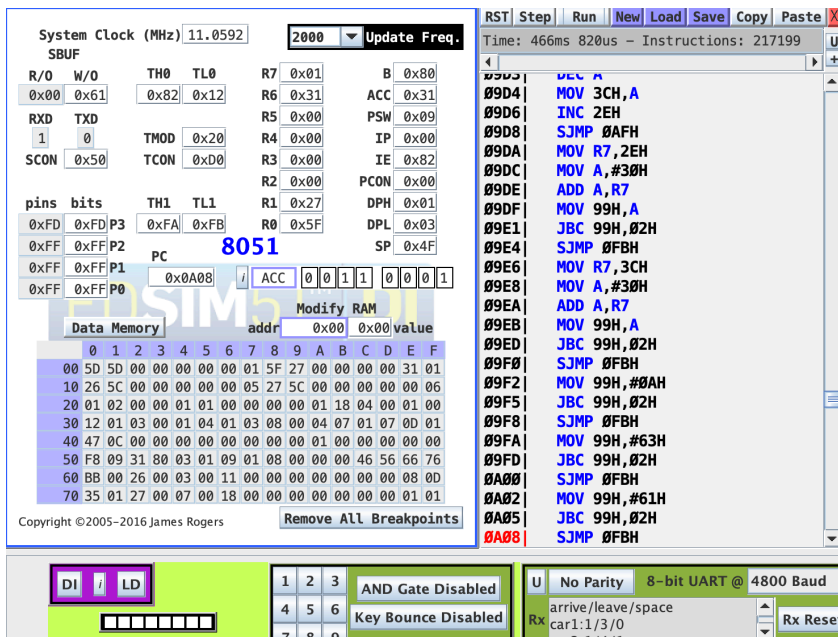 System Clock (MHz) 11.0592 2000 Update Freq.
SBUF
R/O W/O TH0 TL0 R7 0x01 B 0x80
0x00 0x61 0x82 0x12 R6 0x31 ACC 0x31
RXD TXD R5 0x00 PSW 0x09
1 0 TMOD 0x20 R4 0x00 IP 0x00
SCON 0x50 TCON 0xD0 R3 0x00 IE 0x82
R2 0x00 PCON 0x00
pins bits TH1 TL1 R1 0x27 DPH 0x01
0xFD 0xFD P3 0xFA 0xFB R0 0x5F DPL 0x03
0xFF 0xFF P2 8051 SP 0x4F
0xFF 0xFF P1 PC
0xFF 0xFF P0 0x0A08 i ACC 0 0 1 1 0 0 0 1
Modify RAM
Data Memory addr 0x00 0x00 value
0 1 2 3 4 5 6 7 8 9 A B C D E F
00 5D 5D 00 00 00 00 01 5F 27 00 00 00 00 31 01
10 26 5C 00 00 00 00 00 05 27 5C 00 00 00 00 00 06
20 01 02 00 00 01 01 00 00 00 00 01 18 04 00 01 00
30 12 01 03 00 01 04 01 03 08 00 04 07 01 07 0D 01
40 47 0C 00 00 00 00 00 00 00 01 00 00 00 00
50 F8 09 31 80 03 01 09 01 08 00 00 00 46 56 66 76
60 BB 00 26 00 03 00 11 00 00 00 00 00 00 00 08 0D
70 35 01 27 00 07 00 18 00 00 00 00 00 00 00 01 01
Copyright ©2005-2016 James Rogers Remove All Breakpoints
RST Step Run New Load Save Copy Paste X
Time: 466ms 820us - Instructions: 217199 U
+
09D3| DEC A
09D4| MOV 3CH,A
09D6| INC 2EH
09D8| SJMP 0AFH
09DA| MOV R7,2EH
09DC| MOV A,#30H
09DE| ADD A,R7
09DF| MOV 99H,A
09E1| JBC 99H,02H
09E4| SJMP 0FBH
09E6| MOV R7,3CH
09E8| MOV A,#30H
09EA| ADD A,R7
09EB| MOV 99H,A
09ED| JBC 99H,02H
09F0| SJMP 0FBH
09F2| MOV 99H,#0AH
09F5| JBC 99H,02H
09F8| SJMP 0FBH
09FA| MOV 99H,#63H
09FD| JBC 99H,02H
0A00| SJMP 0FBH
0A02| MOV 99H,#61H
0A05| JBC 99H,02H
0A08| SJMP 0FBH
DI i LD
1 2 3 AND Gate Disabled
4 5 6 Key Bounce Disabled
7 8 9
U No Parity 8-bit UART @ 4800 Baud
Rx arrive/leave/space Rx Rese
car1:1/3/0